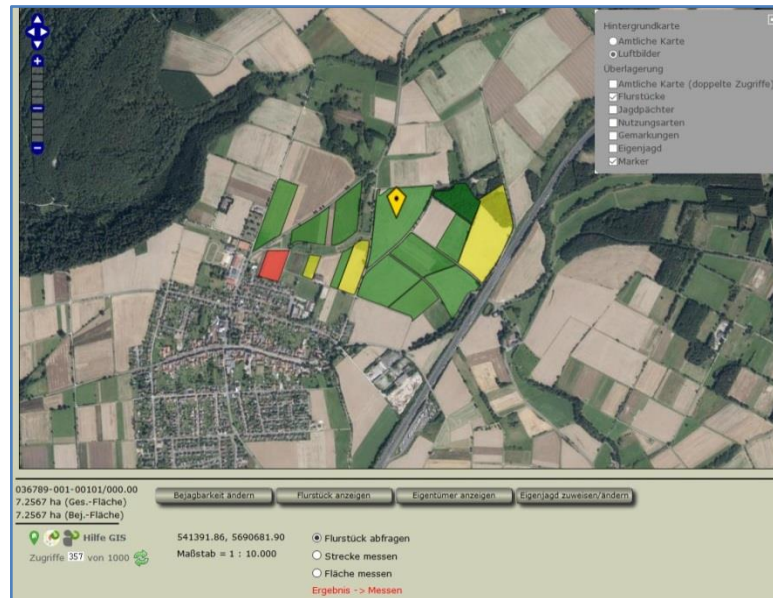 Hintergrundkarte
Amtliche Karte
Luftbilder
Überlagerung
Amtliche Karte (doppelte Zugriffe)
Flurstücke
Jagdpächter
Nutzungsarten
Gemarkungen
Eigenjagd
Marker
036789-001-00101/000.00
7.2567 ha (Ges.-Fläche)
7.2567 ha (Bej.-Fläche)
Bejagbarkeit ändern
Flurstück anzeigen
Eigentümer anzeigen
Eigenjagd zuweisen/ändern
Hilfe GIS
Zugriffe 357 von 1000
541391.86, 5690681.90
Maßstab = 1 : 10.000
Flurstück abfragen
Strecke messen
Fläche messen
Ergebnis -> Messen